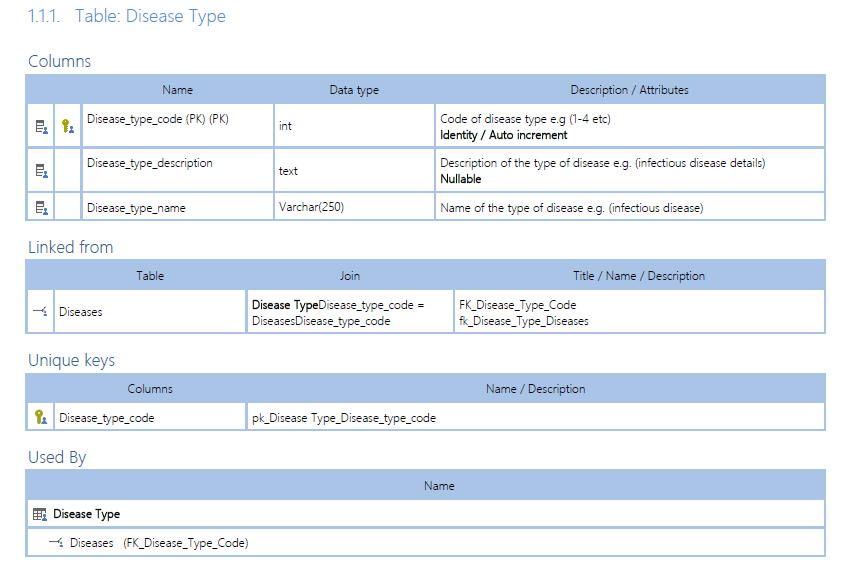 1.1.1. Table: Disease Type
Columns
Name Data type Description / Attributes
Disease_type_code (PK) (PK) int Code of disease type e.g (1-4 etc)
Identity / Auto increment
Disease_type_description text Description of the type of disease e.g. (infectious disease details)
Nullable
Disease_type_name Varchar(250) Name of the type of disease e.g. (infectious disease)
Linked from
Table Join Title / Name / Description
Diseases Disease TypeDisease_type_code = FK_Disease_Type_Code
DiseasesDisease_type_code fk_Disease_Type_Diseases
Unique keys
Columns Name / Description
Disease_type_code pk_Disease Type_Disease_type_code
Used By
Name
Disease Type
Diseases (FK_Disease_Type_Code)